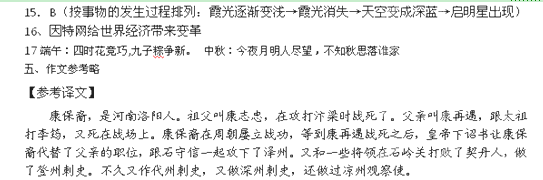 15．B（按事物的发生过程排列：霞光逐渐变浅→霞光消失→天空变成深蓝→启明星出现）
16、因特网给世界经济带来变革
17 端午：四时花竞巧,九子粽争新。 中秋：今夜月明人尽望，不知秋思落谁家
五、作文参考略
【参考译文】
康保裔，是河南洛阳人。祖父叫康志忠，在攻打汴梁时战死了。父亲叫康再遇，跟太祖
打李筠，又死在战场上。康保裔在周朝屡立战功，等到康再遇战死之后，皇帝下诏书让康保
裔代替了父亲的职位，跟石守信一起攻下了泽州。又和一些将领在石岭关打败了契丹人，做
了登州刺史。不久又作代州刺史，又做深州刺史，还做过凉州观察使。